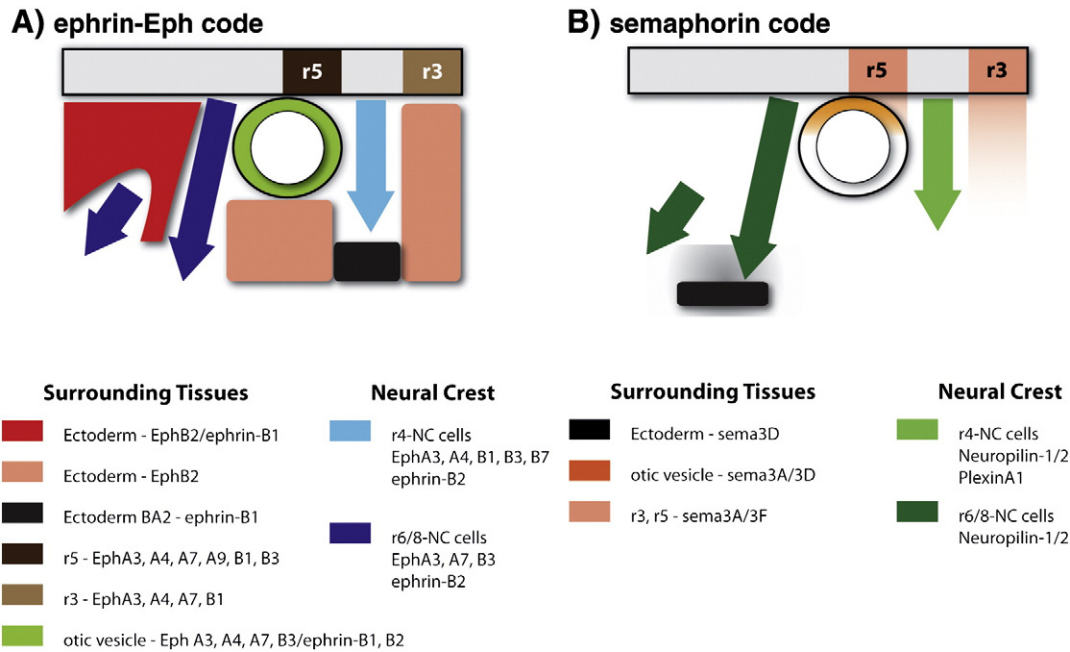 A) ephrin-Eph code
r5
r3
Surrounding Tissues
Ectoderm - EphB2/ephrin-B1
Ectoderm - EphB2
Ectoderm BA2 - ephrin-B1
r5 - EphA3, A4, A7, A9, B1, B3
r3 - EphA3, A4, A7, B1
otic vesicle - Eph A3, A4, A7, B3/ephrin-B1, B2
Neural Crest
r4-NC cells
EphA3, A4, B1, B3, B7
ephrin-B2
r6/8-NC cells
EphA3, A7, B3
ephrin-B2
B) semaphorin code
r5
r3
Surrounding Tissues
Ectoderm - sema3D
otic vesicle - sema3A/3D
r3, r5 - sema3A/3F
Neural Crest
r4-NC cells
Neuropilin-1/2
PlexinA1
r6/8-NC cells
Neuropilin-1/2